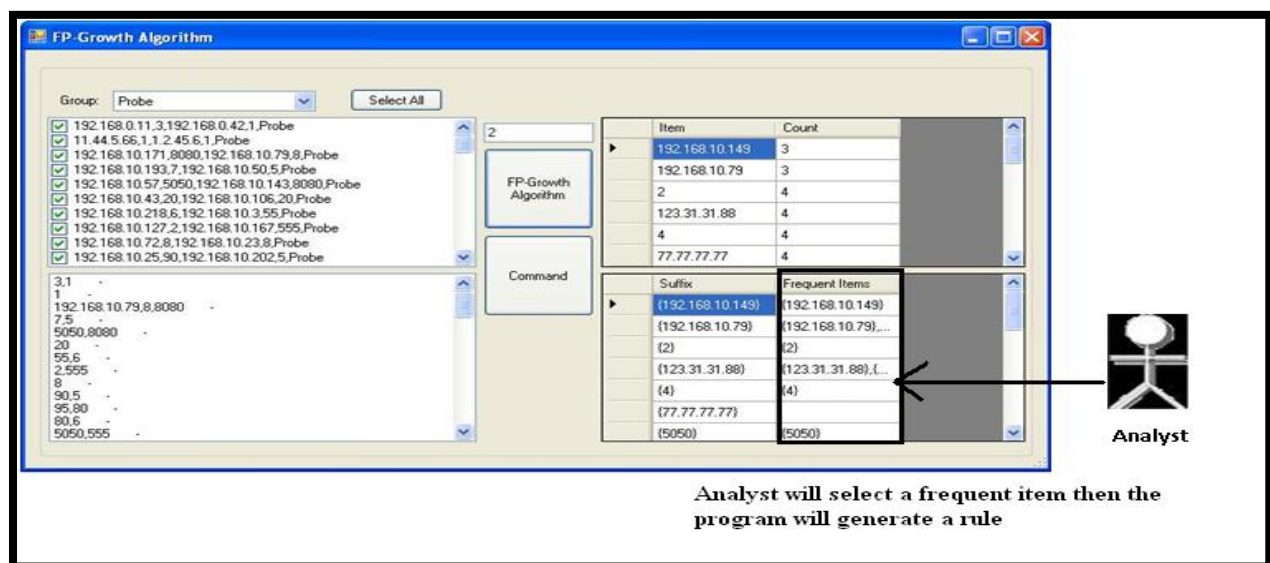 FP-Growth Algorithm
Group: Probe Select All
192.168.0.11,3,192.168.0.42,1,Probe
11.44.5.66,1,1.2.45.6,1,Probe
192.168.10.171,8080,192.168.10.79,8,Probe
192.168.10.193,7,192.168.10.50,5,Probe
192.168.10.57,5050,192.168.10.143,8080,Probe
192.168.10.43,20,192.168.10.106,20,Probe
192.168.10.218,6,192.168.10.3,55,Probe
192.168.10.127,2,192.168.10.167,555,Probe
192.168.10.72,8,192.168.10.23,8,Probe
192.168.10.25,90,192.168.10.202,5,Probe
2
FP-Growth
Algorithm
Command
Item Count
192.168.10.149 3
192.168.10.79 3
2 4
123.31.31.88 4
4 4
77.77.77.77 4
3,1 -
1 -
192.168.10.79,8,8080 -
7,5 -
5050,8080 -
20 -
55,6 -
2,555 -
8 -
90,5 -
95,80 -
80,6 -
5050,555 -
Suffix Frequent Items
{192.168.10.149} {192.168.10.149}
{192.168.10.79} {192.168.10.79},...
{2} {2}
{123.31.31.88} {123.31.31.88},{...
{4} {4}
{77.77.77.77}
{5050} {5050}
Analyst
Analyst will select a frequent item then the
program will generate a rule